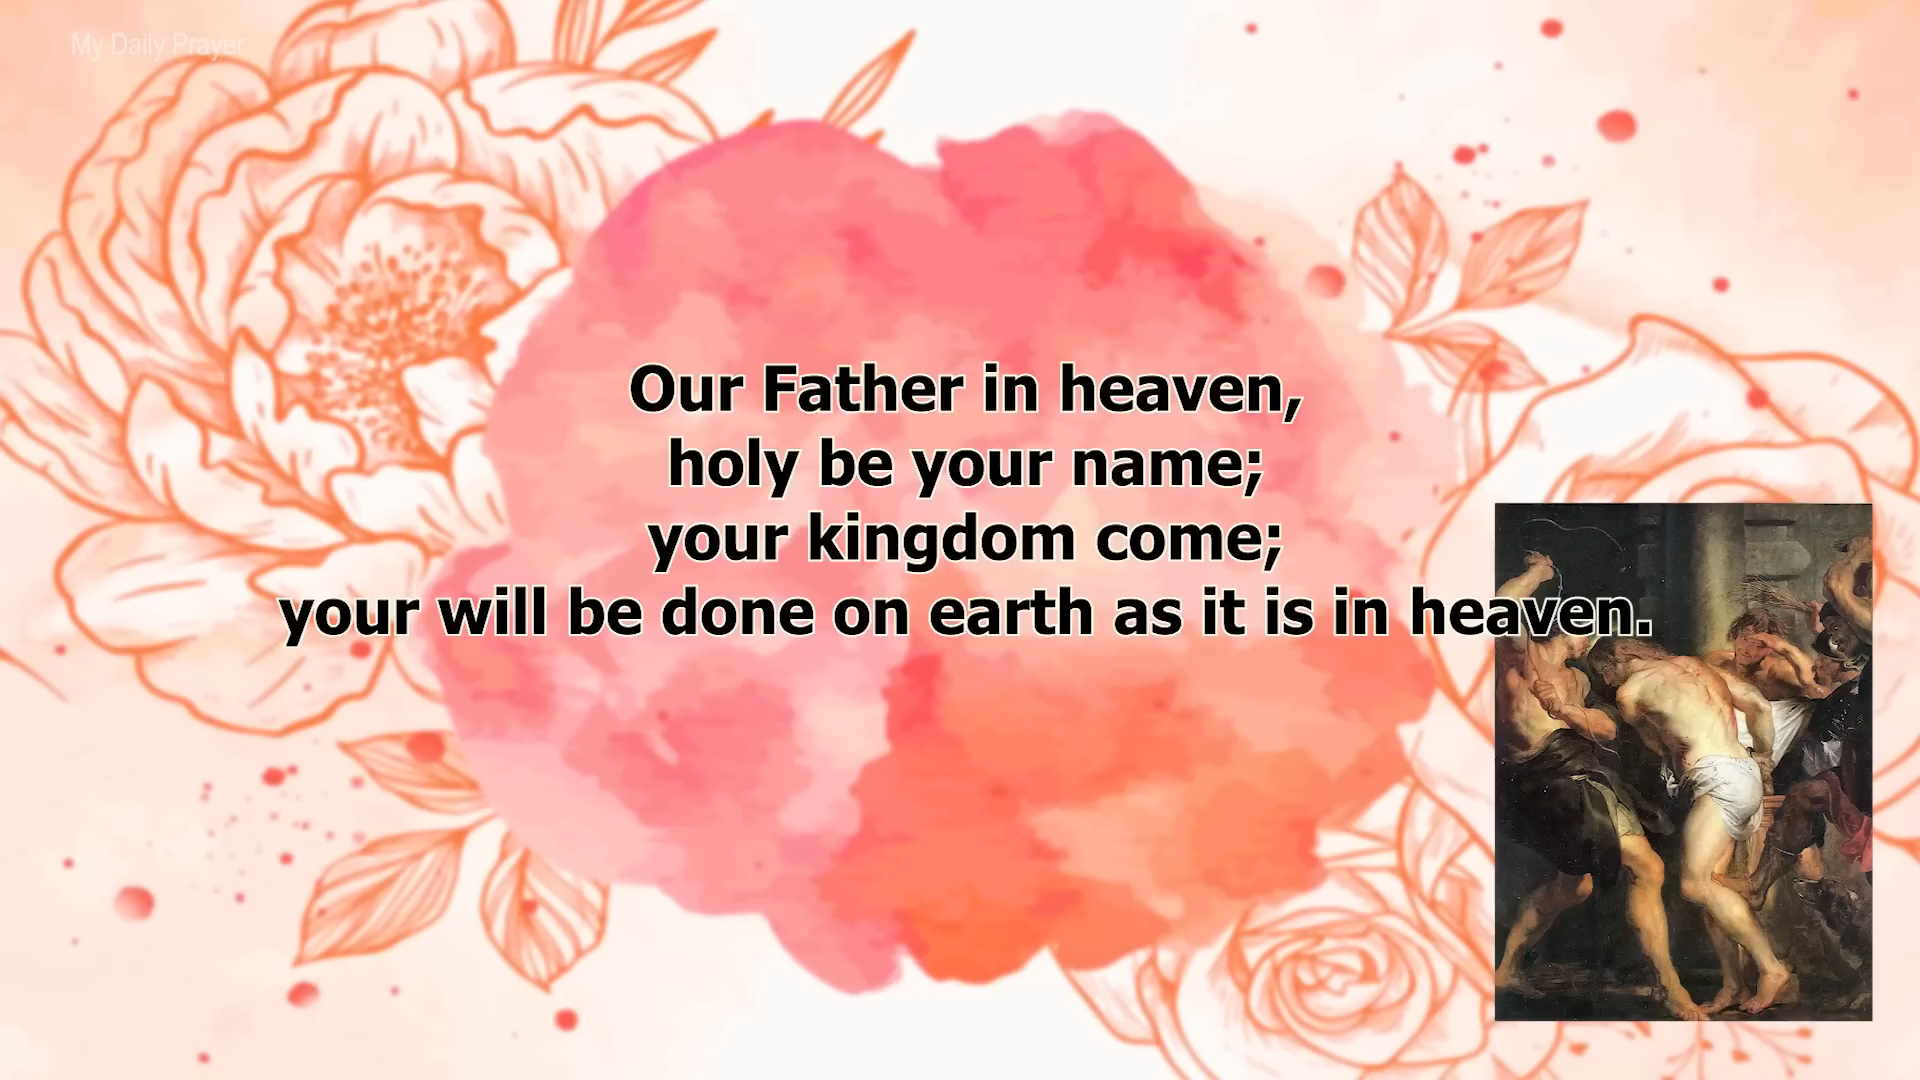 My Daily Prayer
Our Father in heaven,
holy be your name;
your kingdom come;
your will be done on earth as it is in heaven.